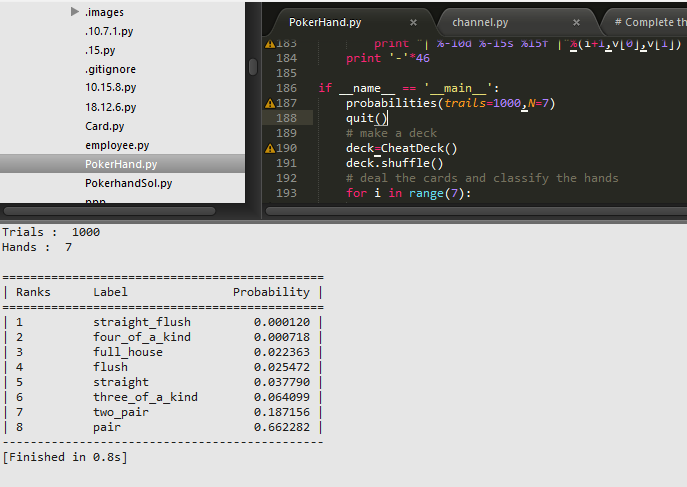 .images
.10.7.1.py
.15.py
.gitignore
10.15.8.py
18.12.6.py
Card.py
employee.py
PokerHand.py
PokerhandSol.py
PokerHand.py ×
channel.py ×
# Complete th
183 print "| %-10d %-15s %15f |"%(i+1,v[0],v[1])
184 print '-'*46
185
186 if __name__ == '__main__':
187 probabilities(trails=1000,N=7)
188 quit()
189 # make a deck
190 deck=CheatDeck()
191 deck.shuffle()
192 # deal the cards and classify the hands
193 for i in range(7):
Trials : 1000
Hands : 7
==============================================
| Ranks Label Probability |
==============================================
| 1 straight_flush 0.000120 |
| 2 four_of_a_kind 0.000718 |
| 3 full_house 0.022363 |
| 4 flush 0.025472 |
| 5 straight 0.037790 |
| 6 three_of_a_kind 0.064099 |
| 7 two_pair 0.187156 |
| 8 pair 0.662282 |
----------------------------------------------
[Finished in 0.8s]